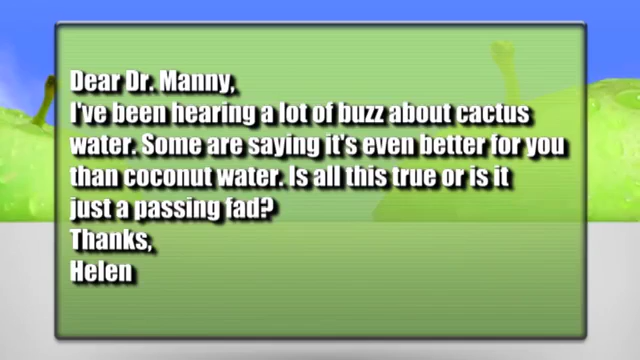 Dear Dr. Manny,
I've been hearing a lot of buzz about cactus
water. Some are saying it's even better for you
than coconut water. Is all this true or is it
just a passing fad?
Thanks,
Helen